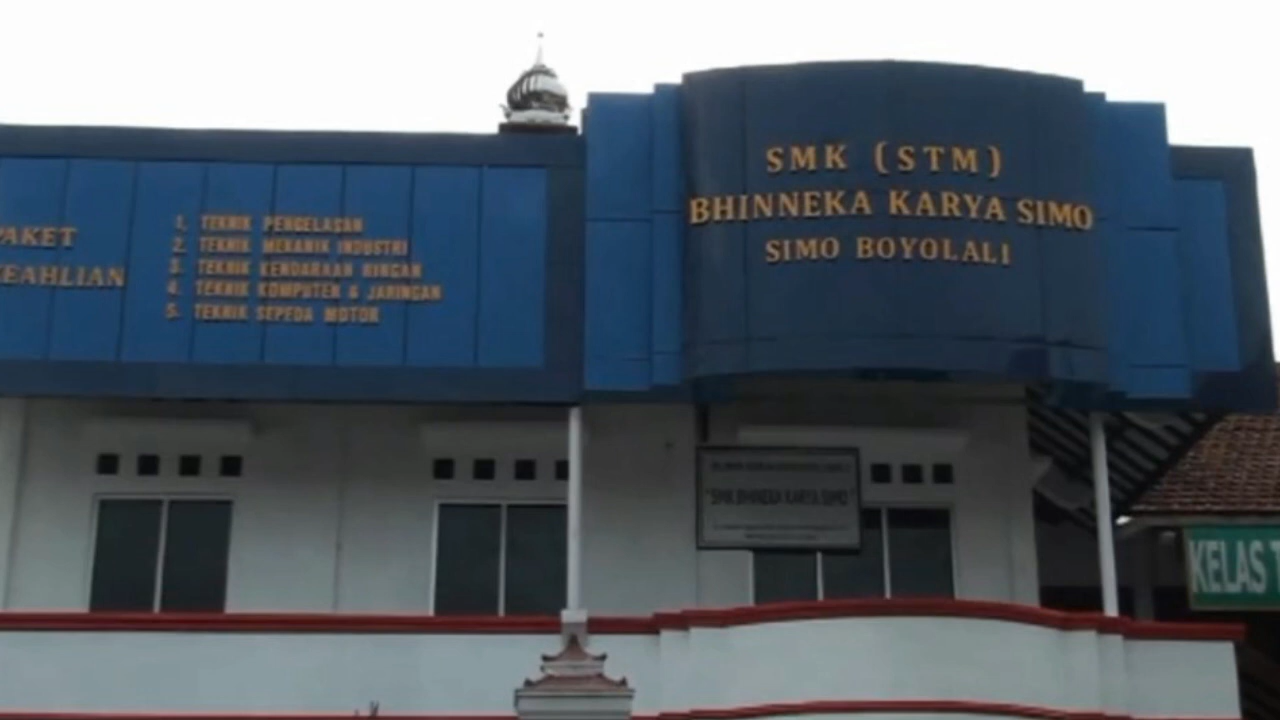 SMK (STM)
BHINNEKA KARYA SIMO
SIMO BOYOLALI
PAKET
KEAHLIAN
1. TEKNIK PENGELASAN
2. TEKNIK MEKANIK INDUSTRI
3. TEKNIK KENDARAAN RINGAN
4. TEKNIK KOMPUTER & JARINGAN
5. TEKNIK SEPEDA MOTOR
"SMK BHINNEKA KARYA SIMO"
KELAS